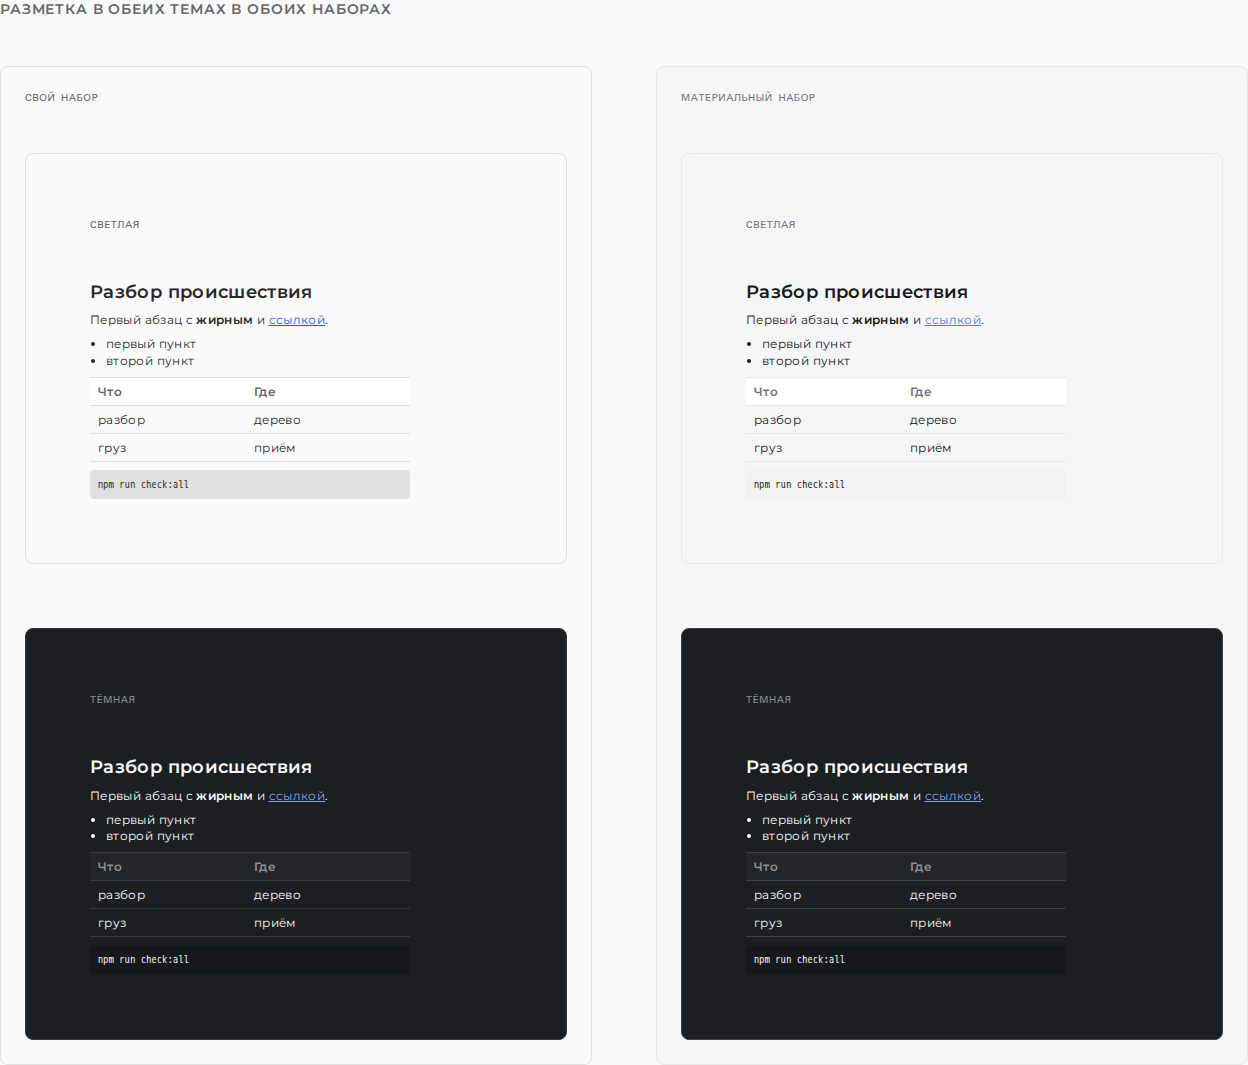 РАЗМЕТКА В ОБЕИХ ТЕМАХ В ОБОИХ НАБОРАХ
СВОЙ НАБОР
СВЕТЛАЯ
Разбор происшествия
Первый абзац с жирным и ссылкой.
• первый пункт
• второй пункт
Что Где
разбор дерево
груз приём
npm run check:all
ТЁМНАЯ
Разбор происшествия
Первый абзац с жирным и ссылкой.
• первый пункт
• второй пункт
Что Где
разбор дерево
груз приём
npm run check:all
МАТЕРИАЛЬНЫЙ НАБОР
СВЕТЛАЯ
Разбор происшествия
Первый абзац с жирным и ссылкой.
• первый пункт
• второй пункт
Что Где
разбор дерево
груз приём
npm run check:all
ТЁМНАЯ
Разбор происшествия
Первый абзац с жирным и ссылкой.
• первый пункт
• второй пункт
Что Где
разбор дерево
груз приём
npm run check:all